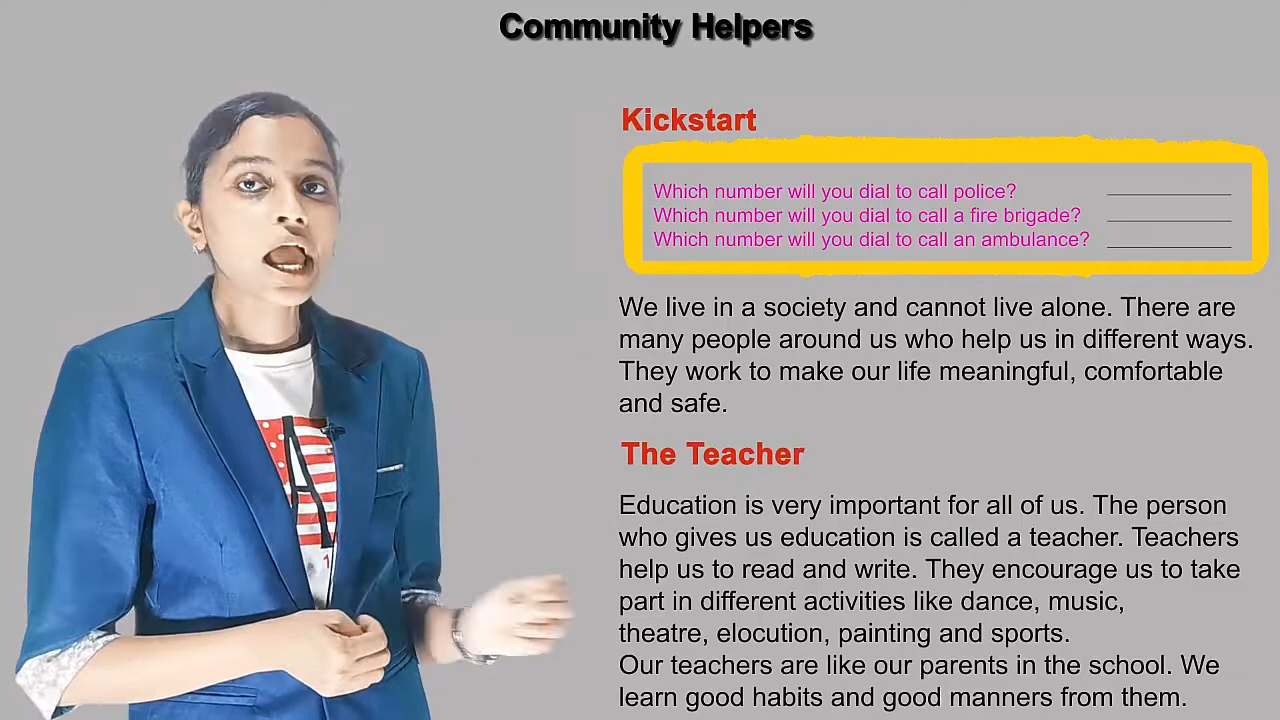 Community Helpers
Kickstart
Which number will you dial to call police? ____________
Which number will you dial to call a fire brigade? ____________
Which number will you dial to call an ambulance? ____________
We live in a society and cannot live alone. There are
many people around us who help us in different ways.
They work to make our life meaningful, comfortable
and safe.
The Teacher
Education is very important for all of us. The person
who gives us education is called a teacher. Teachers
help us to read and write. They encourage us to take
part in different activities like dance, music,
theatre, elocution, painting and sports.
Our teachers are like our parents in the school. We
learn good habits and good manners from them.
A